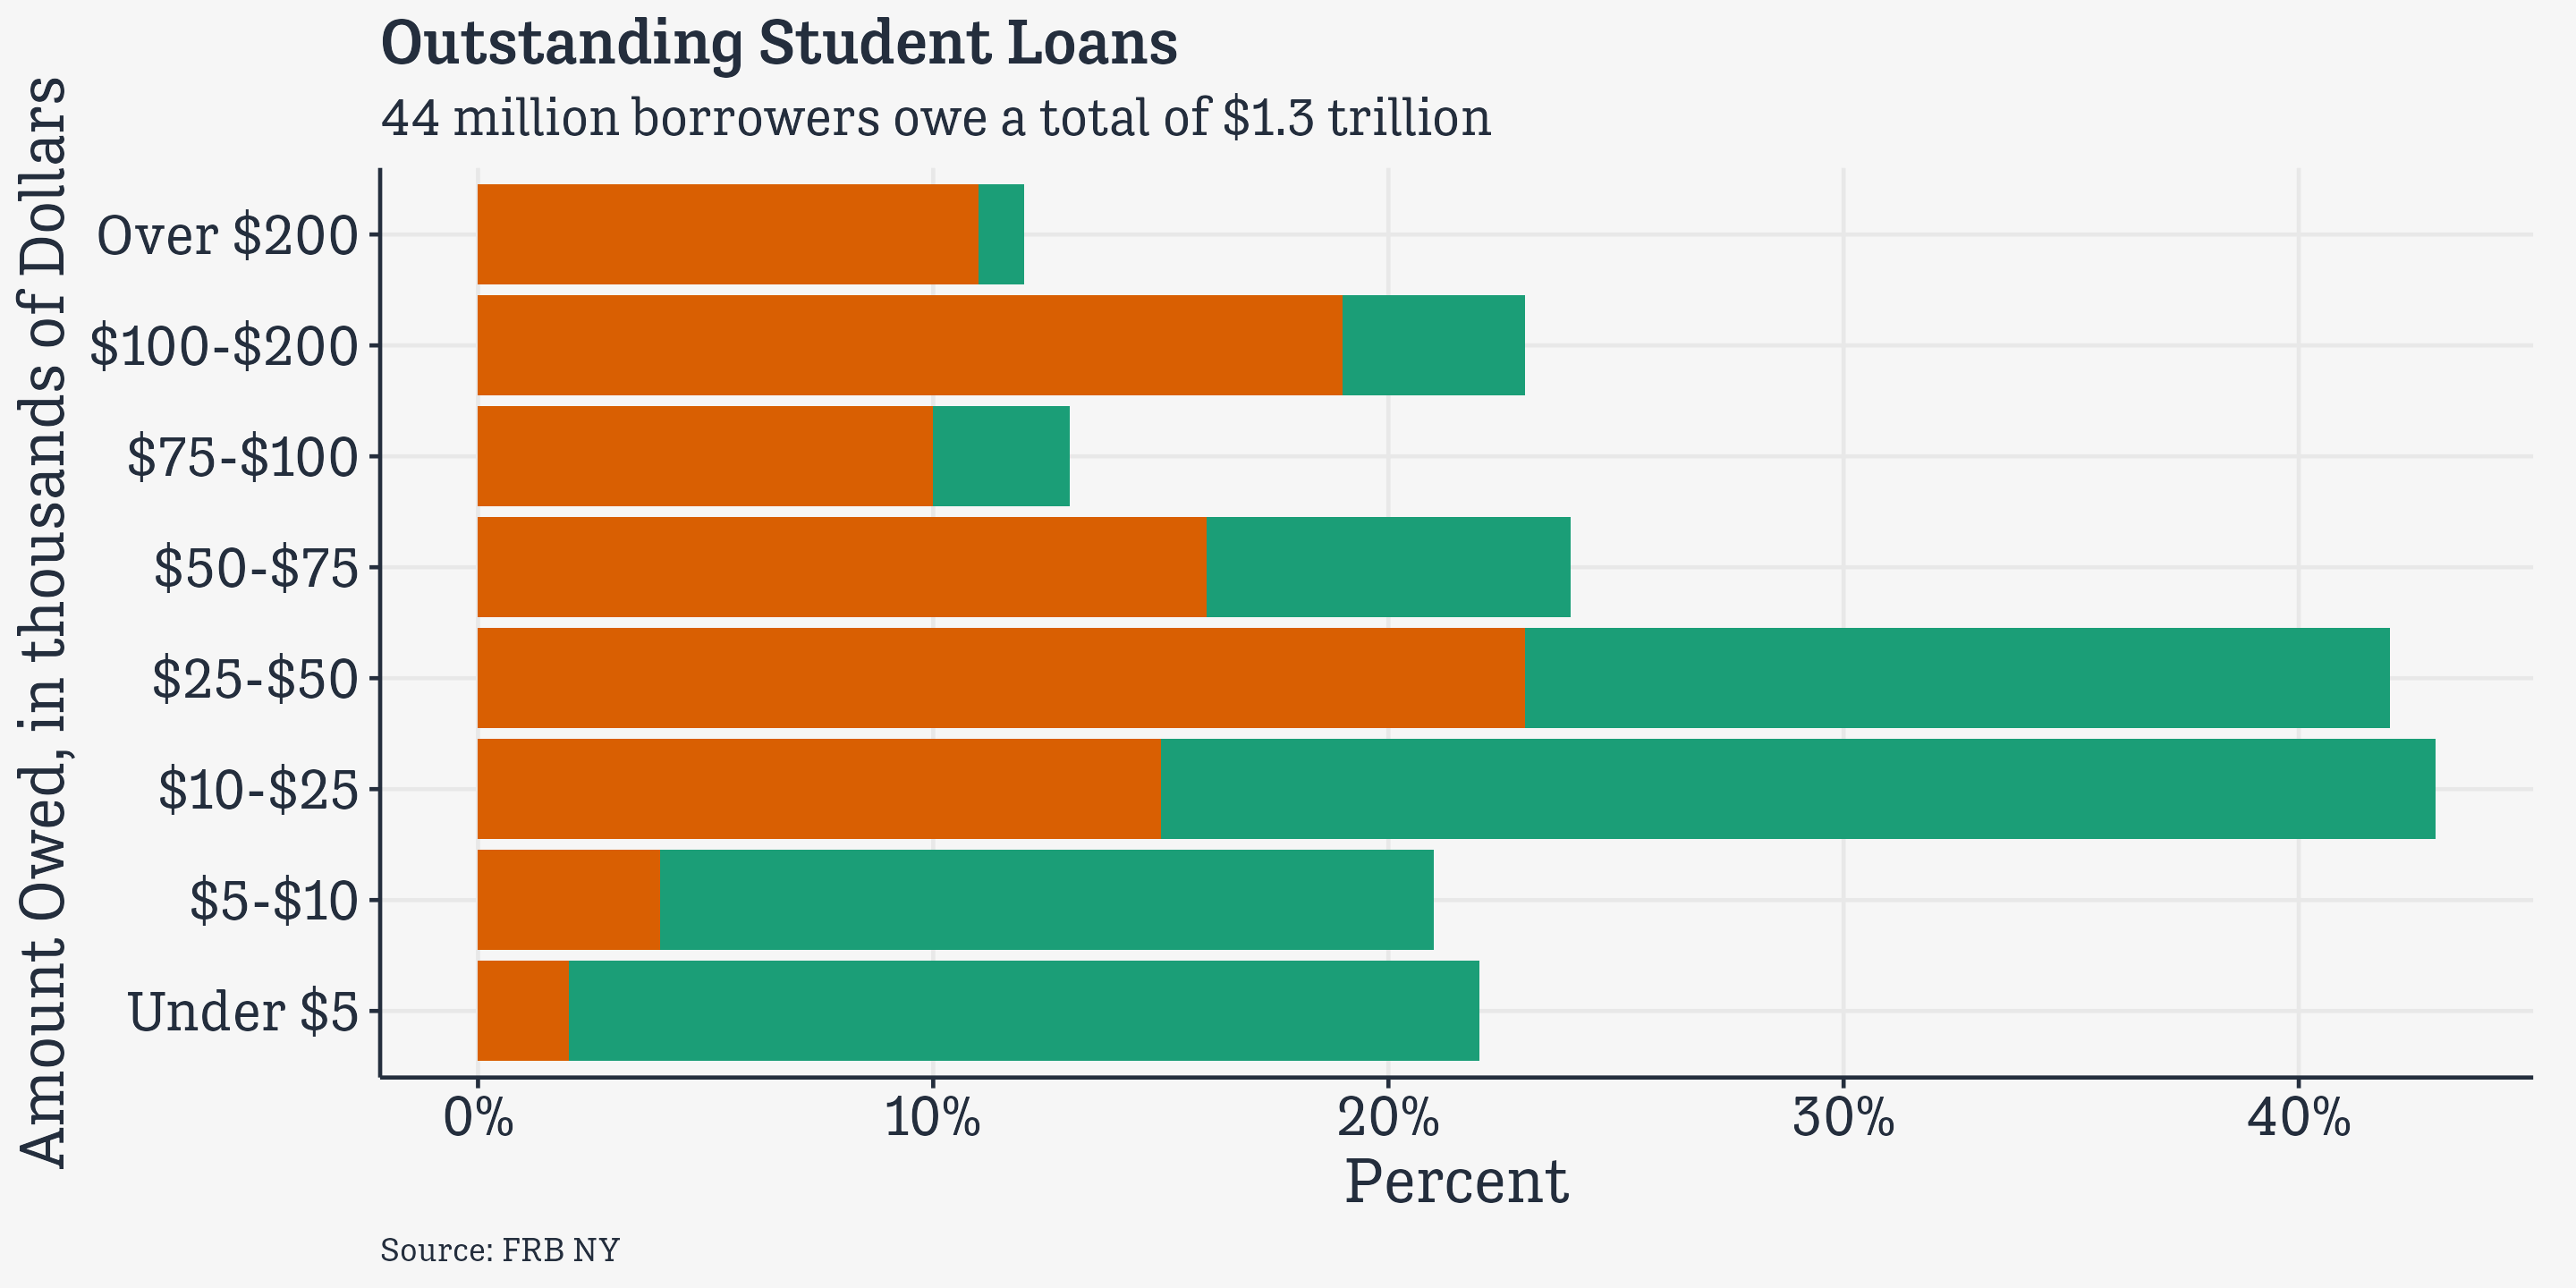 Outstanding Student Loans
44 million borrowers owe a total of $1.3 trillion
Amount Owed, in thousands of Dollars
Over $200
$100-$200
$75-$100
$50-$75
$25-$50
$10-$25
$5-$10
Under $5
0% 10% 20% 30% 40%
Percent
Source: FRB NY